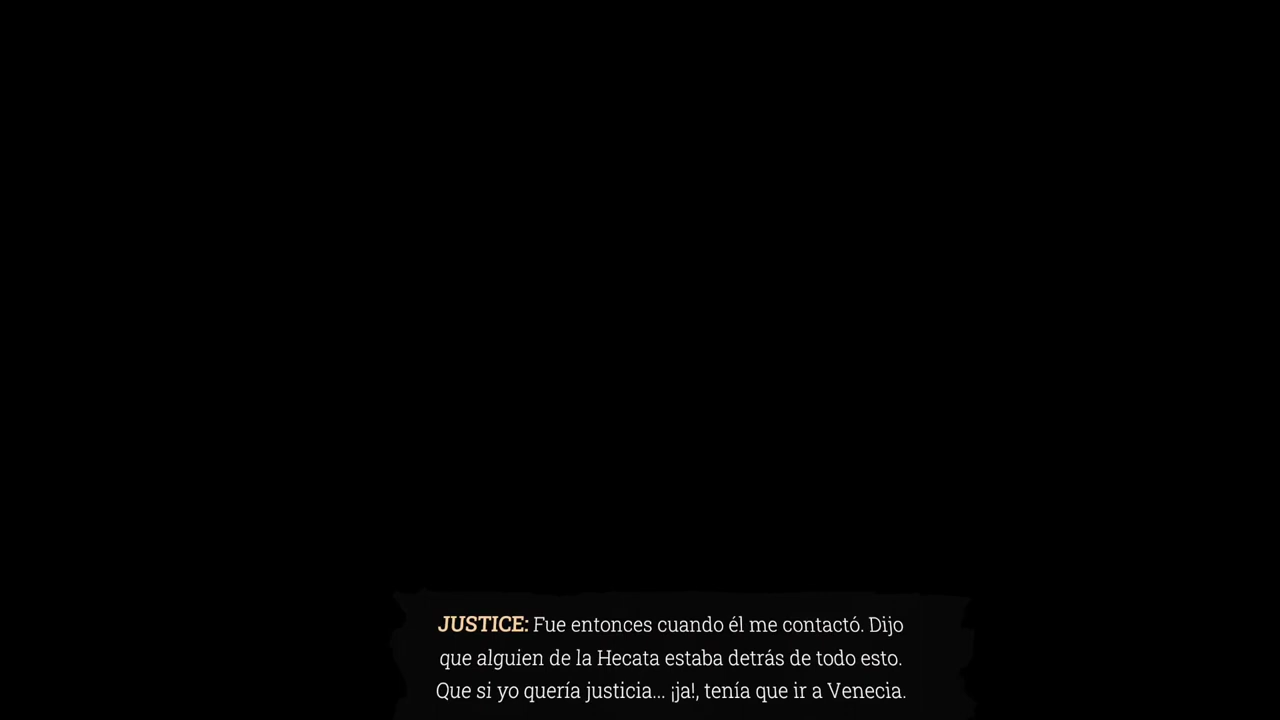 JUSTICE: Fue entonces cuando él me contactó. Dijo
que alguien de la Hecata estaba detrás de todo esto.
Que si yo quería justicia... ¡ja!, tenía que ir a Venecia.